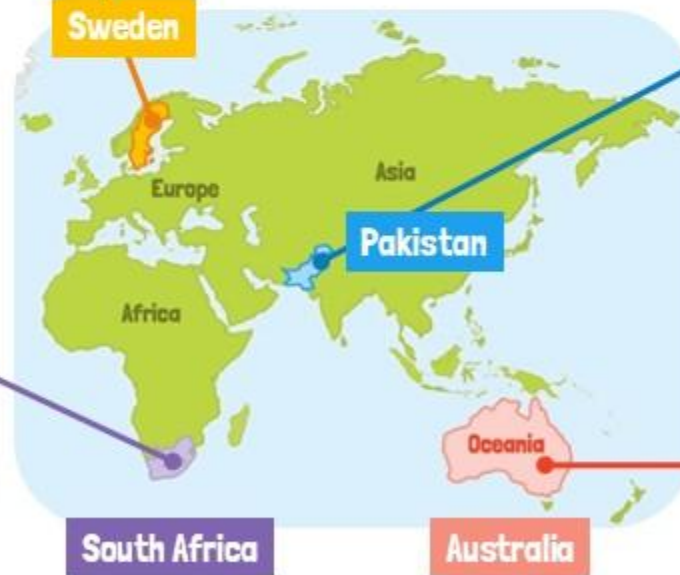 Sweden
Europe
Asia
Pakistan
Africa
Oceania
South Africa
Australia